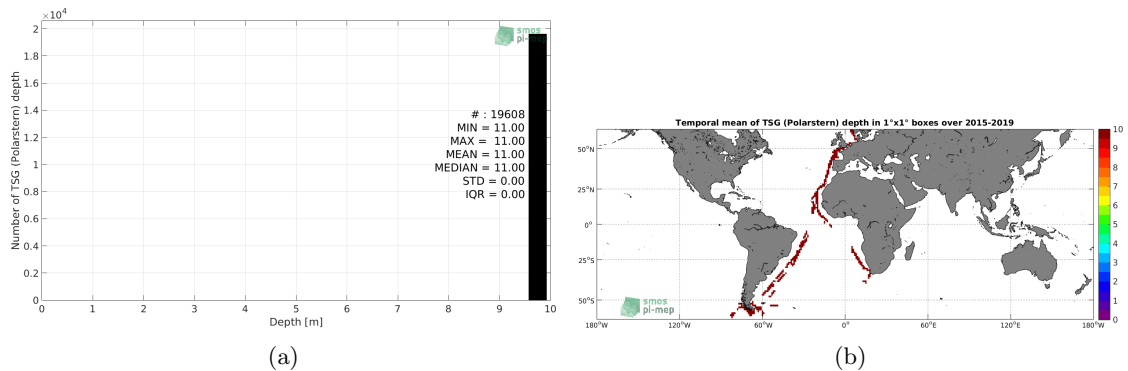 ×10⁴
2
1.8
1.6
1.4
1.2
1
0.8
0.6
0.4
0.2
0
Number of TSG (Polarstern) depth
smos
pi-mep
# : 19608
MIN = 11.00
MAX = 11.00
MEAN = 11.00
MEDIAN = 11.00
STD = 0.00
IQR = 0.00
0 1 2 3 4 5 6 7 8 9 10
Depth [m]
(a)
Temporal mean of TSG (Polarstern) depth in 1°x1° boxes over 2015-2019
50°N
25°N
0°
25°S
50°S
smos
pi-mep
180°W 120°W 60°W 0° 60°E 120°E 180°W
10
9
8
7
6
5
4
3
2
1
0
(b)